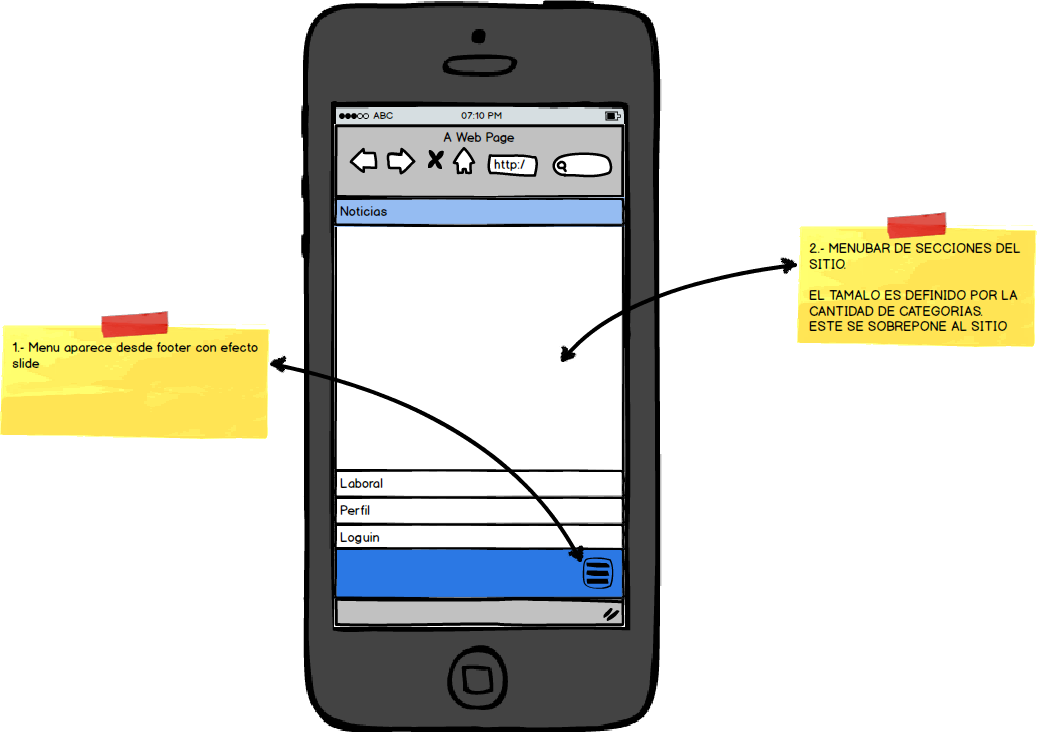 ABC 07:10 PM
A Web Page
http:/
Noticias
Laboral
Perfil
Loguin
1.- Menu aparece desde footer con efecto
slide
2.- MENUBAR DE SECCIONES DEL
SITIO.
EL TAMALO ES DEFINIDO POR LA
CANTIDAD DE CATEGORIAS.
ESTE SE SOBREPONE AL SITIO